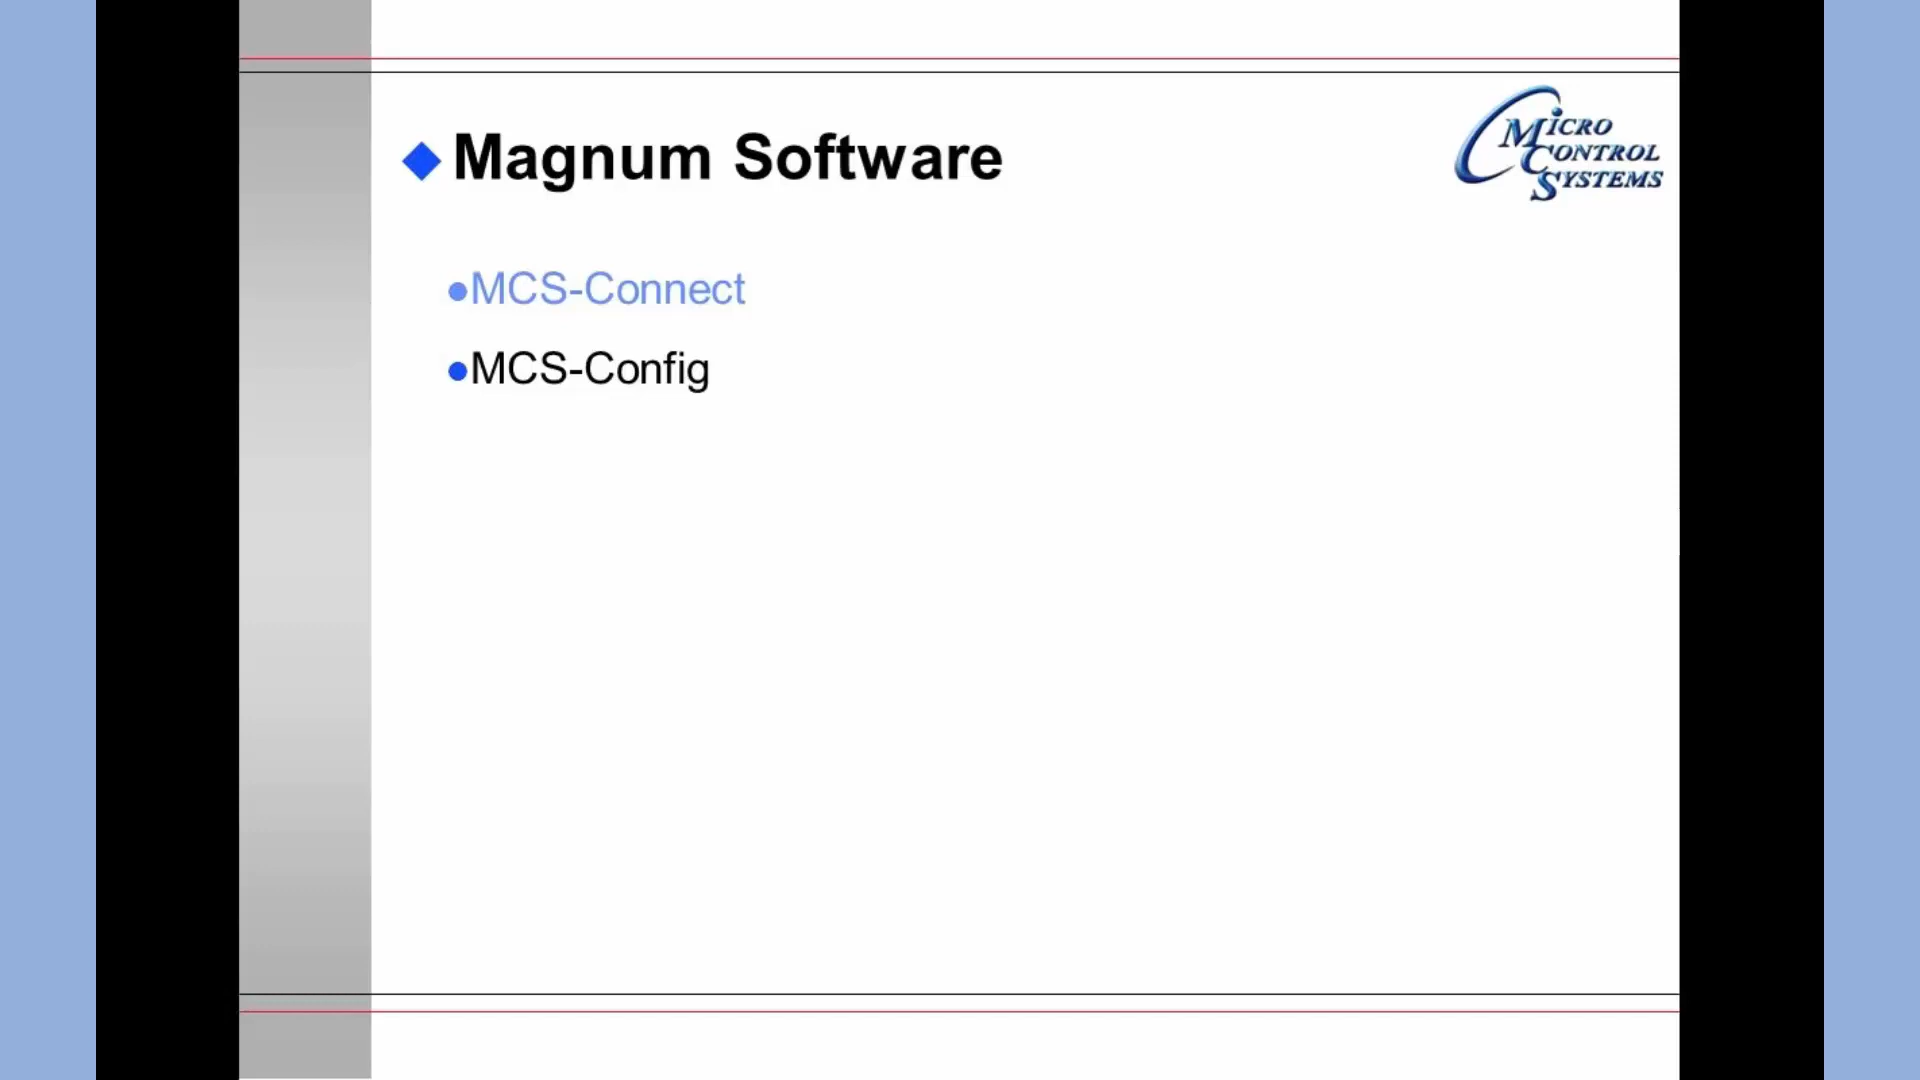 Magnum Software
MICRO
CONTROL
SYSTEMS
●MCS-Connect
●MCS-Config